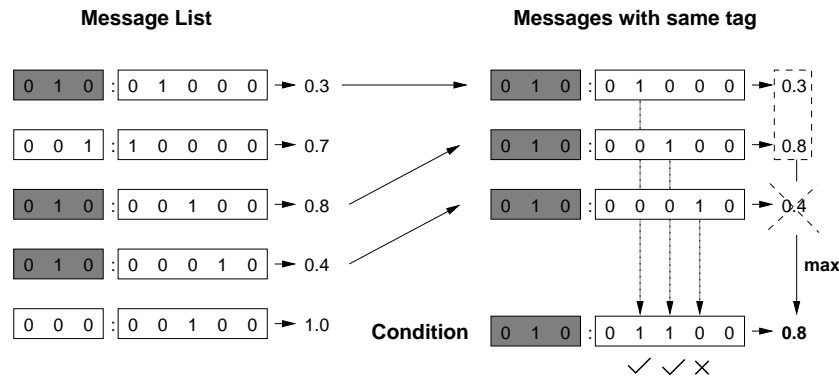 Message List
Messages with same tag
0 1 0 : 0 1 0 0 0 0.3
0 1 0 : 0 1 0 0 0 0.3
0 0 1 : 1 0 0 0 0 0.7
0 1 0 : 0 0 1 0 0 0.8
0 1 0 : 0 0 1 0 0 0.8
0 1 0 : 0 0 0 1 0 0.4
0 1 0 : 0 0 0 1 0 0.4
max
0 0 0 : 0 0 1 0 0 1.0
Condition 0 1 0 : 0 1 1 0 0 0.8